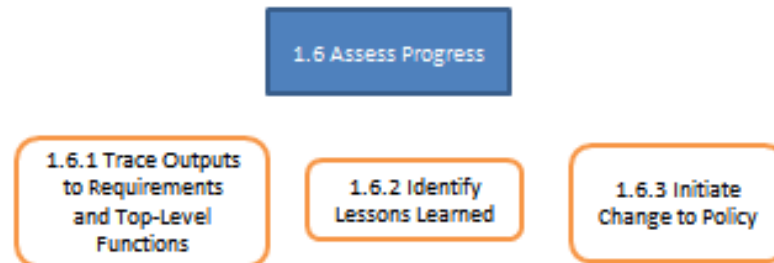 1.6 Assess Progress
1.6.1 Trace Outputs
to Requirements
and Top-Level
Functions
1.6.2 Identify
Lessons Learned
1.6.3 Initiate
Change to Policy